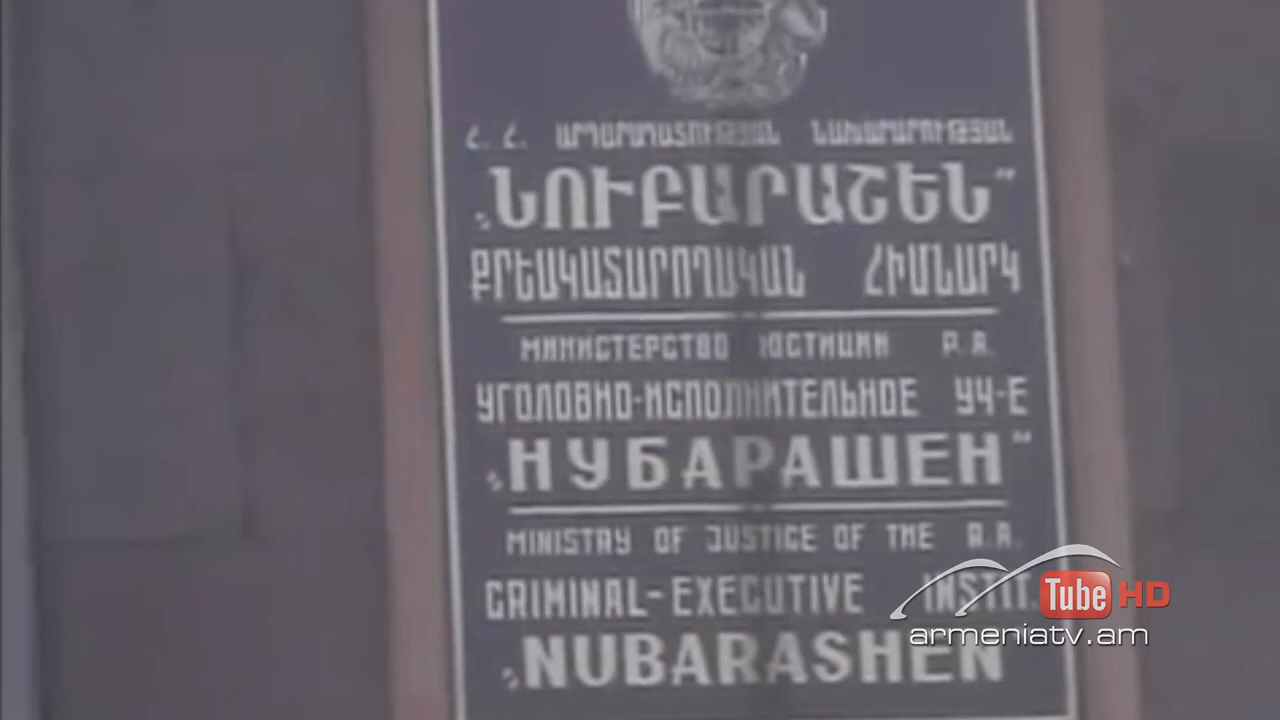 Հ. Հ. ԱՐԴԱՐԱԴԱՏՈՒԹՅԱՆ ՆԱԽԱՐԱՐՈՒԹՅԱՆ
„ՆՈՒԲԱՐԱՇԵՆ“
ՔՐԵԱԿԱՏԱՐՈՂԱԿԱՆ ՀԻՄՆԱՐԿ
МИНИСТЕРСТВО ЮСТИЦИИ Р.А.
УГОЛОВНО-ИСПОЛНИТЕЛЬНОЕ УЧ-Е
„НУБАРАШЕН“
MINISTRY OF JUSTICE OF THE R.A.
CRIMINAL-EXECUTIVE INSTIT.
„NUBARASHEN
Tube HD
armeniatv.am